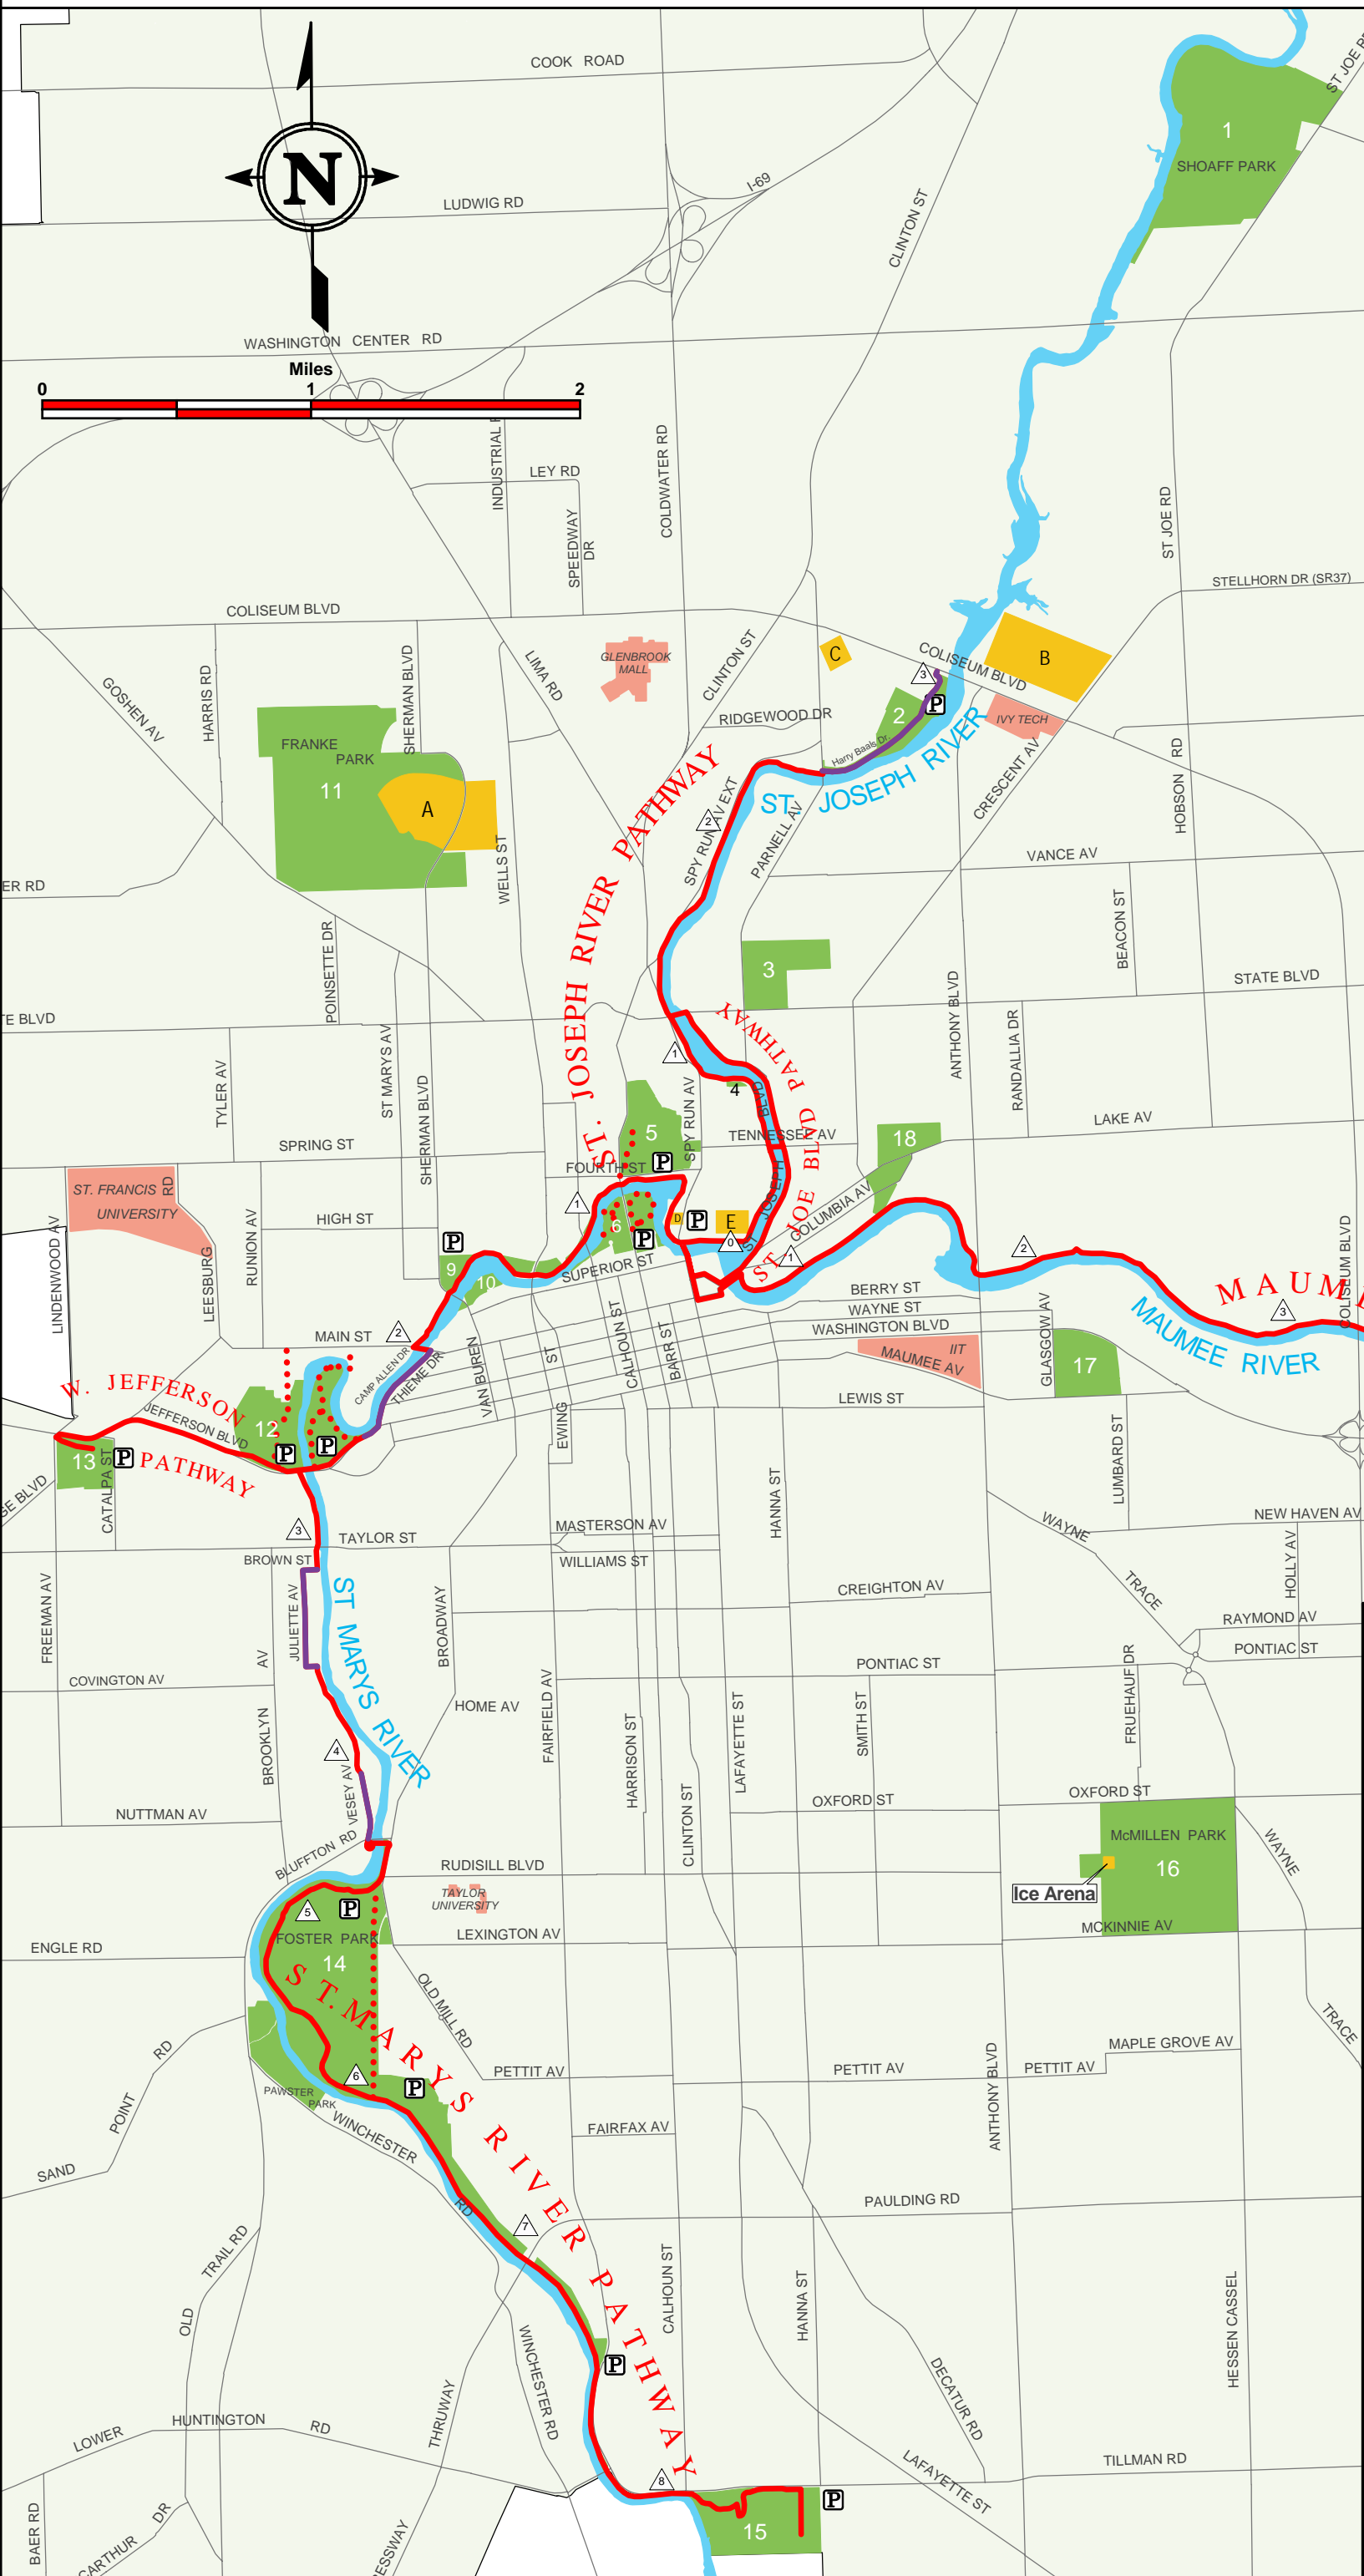 COOK ROAD
ST JOE RD
1
SHOAFF PARK
N
I-69
LUDWIG RD
CLINTON ST
WASHINGTON CENTER RD
Miles
0 1 2
INDUSTRIAL
COLDWATER RD
LEY RD
SPEEDWAY DR
ST JOE RD
STELLHORN DR (SR37)
COLISEUM BLVD
GLENBROOK MALL
C
B
COLISEUM BLVD
HARRIS RD
SHERMAN BLVD
LIMA RD
CLINTON ST
3
P
2
IVY TECH
GOSHEN AV
RIDGEWOOD DR
Harry Baals Dr.
FRANKE PARK
11
A
ST. JOSEPH RIVER
CRESCENT AV
HOBSON RD
ST. JOSEPH RIVER PATHWAY
2
SPY RUN AV EXT
PARNELL AV
VANCE AV
WELLS ST
ER RD
BEACON ST
POINSETTE DR
3
STATE BLVD
TE BLVD
ANTHONY BLVD
RANDALLIA DR
ST. JOE BLVD PATHWAY
1
4
TYLER AV
ST MARYS AV
SHERMAN BLVD
SPY RUN AV
5
TENNESSEE AV
18
LAKE AV
SPRING ST
FOURTH ST
P
ST JOSEPH BLVD
ST. FRANCIS UNIVERSITY
LEESBURG RD
LINDENWOOD AV
RUNION AV
HIGH ST
1
6
P
D
P
E
0
COLUMBIA AV
1
2
P
9
10
SUPERIOR ST
COLISEUM BLVD
MAUM
3
MAUMEE RIVER
BERRY ST
WAYNE ST
WASHINGTON BLVD
IIT
MAUMEE AV
GLASGOW AV
17
MAIN ST
2
CAMP ALLEN DR
THIEME DR
VAN BUREN ST
EWING
CALHOUN ST
BARR ST
LEWIS ST
W. JEFFERSON PATHWAY
JEFFERSON BLVD
12
P
P
13
P
CATALPA ST
GE BLVD
HANNA ST
LUMBARD ST
3
TAYLOR ST
MASTERSON AV
WILLIAMS ST
NEW HAVEN AV
WAYNE TRACE
BROWN ST
JULIETTE AV
ST MARYS RIVER
FREEMAN AV
BROADWAY
CREIGHTON AV
HOLLY AV
RAYMOND AV
PONTIAC ST
PONTIAC ST
COVINGTON AV
BROOKLYN AV
HOME AV
FAIRFIELD AV
HARRISON ST
LAFAYETTE ST
SMITH ST
FRUEHAUF DR
4
VESEY AV
NUTTMAN AV
CLINTON ST
OXFORD ST
OXFORD ST
McMILLEN PARK
16
WAYNE
BLUFFTON RD
RUDISILL BLVD
TAYLOR UNIVERSITY
Ice Arena
MCKINNIE AV
5
P
FOSTER PARK
14
LEXINGTON AV
ENGLE RD
ST. MARYS RIVER PATHWAY
OLD MILL RD
TRACE
MAPLE GROVE AV
SAND POINT RD
6
P
PETTIT AV
PETTIT AV
PETTIT AV
PAWSTER PARK
WINCHESTER RD
FAIRFAX AV
ANTHONY BLVD
PAULDING RD
7
OLD TRAIL RD
CALHOUN ST
HANNA ST
HESSEN CASSEL
WINCHESTER RD
P
DECATUR RD
THRUWAY
LOWER HUNTINGTON RD
LAFAYETTE ST
TILLMAN RD
8
P
15
BAER RD
CARTHUR DR
ESSWAY